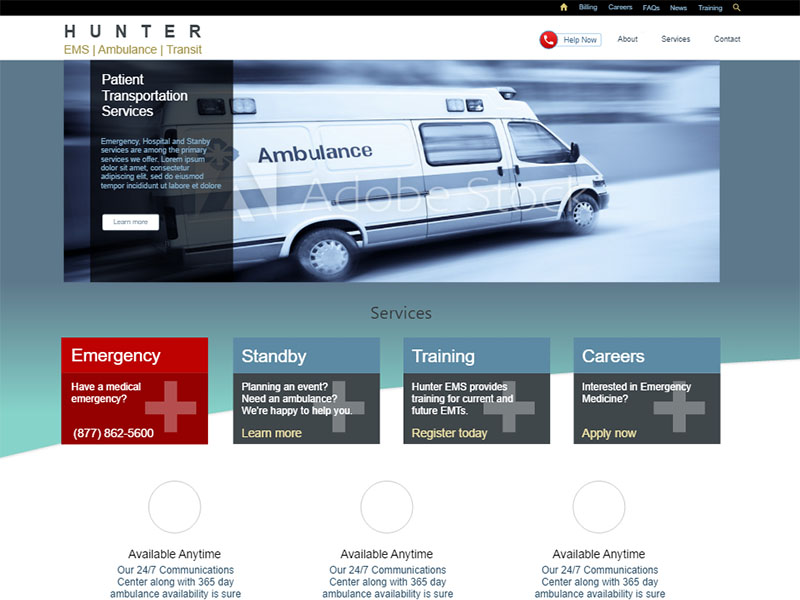 Billing Careers FAQs News Training
HUNTER
EMS | Ambulance | Transit
Help Now About Services Contact
Patient
Transportation
Services
Emergency, Hospital and Stanby
services are among the primary
services we offer. Lorem ipsum
dolor sit amet, consectetur
adipiscing elit, sed do eiusmod
tempor incididunt ut labore et dolore
Learn more
Ambulance
Adobe Stock
Services
Emergency
Have a medical
emergency?
(877) 862-5600
Standby
Planning an event?
Need an ambulance?
We're happy to help you.
Learn more
Training
Hunter EMS provides
training for current and
future EMTs.
Register today
Careers
Interested in Emergency
Medicine?
Apply now
Available Anytime
Our 24/7 Communications
Center along with 365 day
ambulance availability is sure
Available Anytime
Our 24/7 Communications
Center along with 365 day
ambulance availability is sure
Available Anytime
Our 24/7 Communications
Center along with 365 day
ambulance availability is sure